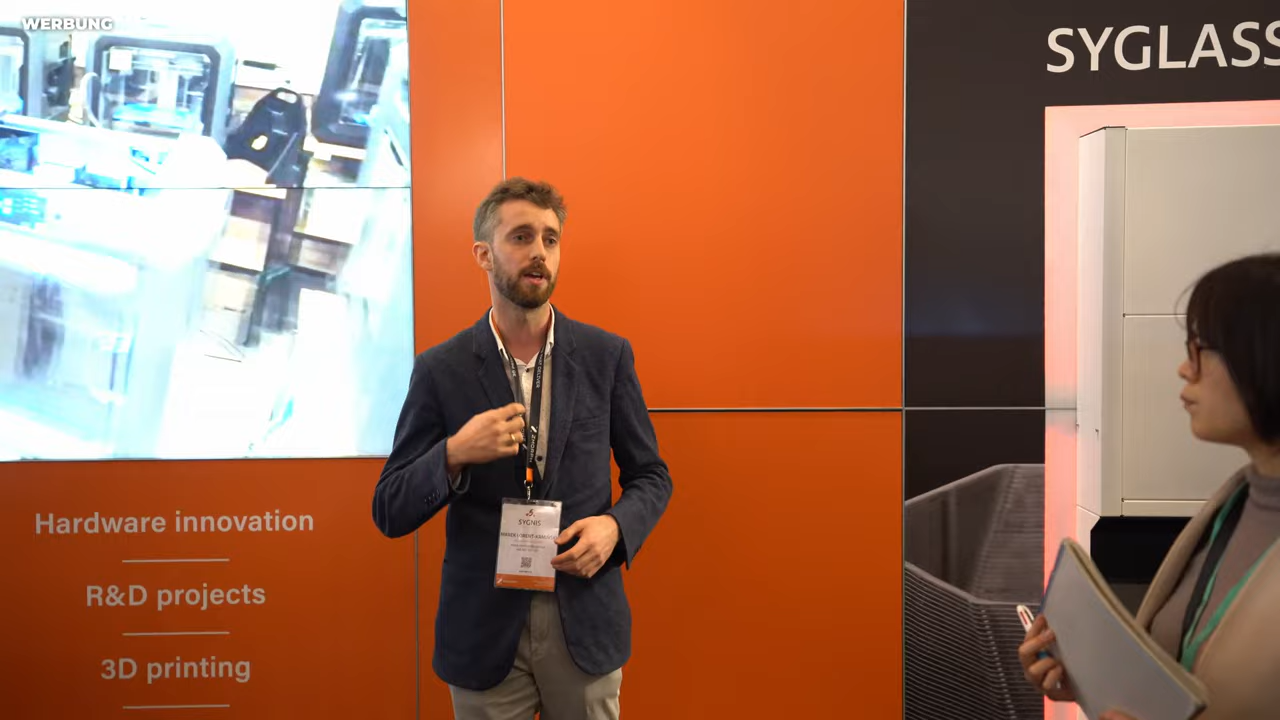 WERBUNG
SYGLASS
Hardware innovation
R&D projects
3D printing
SYGNIS